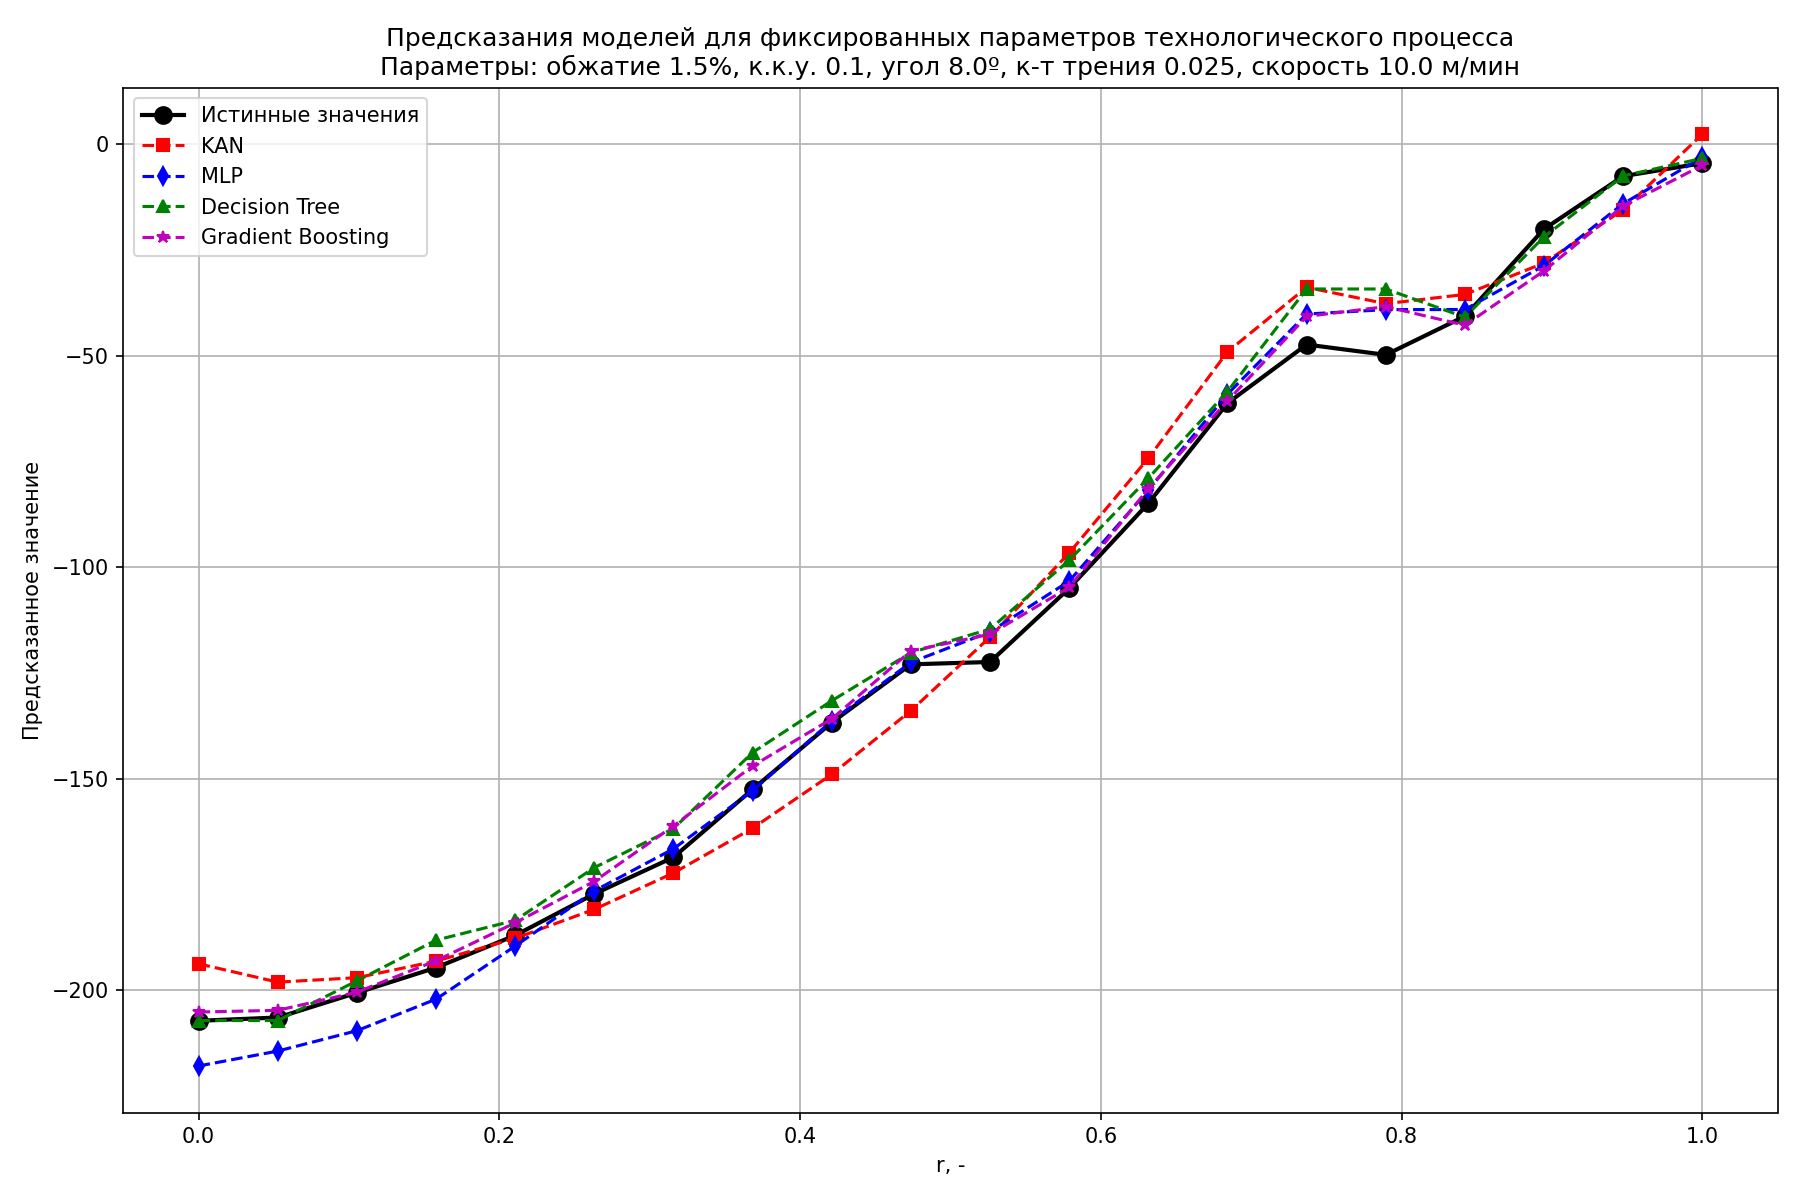 Предсказания моделей для фиксированных параметров технологического процесса
Параметры: обжатие 1.5%, к.к.у. 0.1, угол 8.0º, к-т трения 0.025, скорость 10.0 м/мин
Истинные значения
KAN
MLP
Decision Tree
Gradient Boosting
Предсказанное значение
0
−50
−100
−150
−200
0.0
0.2
0.4
0.6
0.8
1.0
r, -